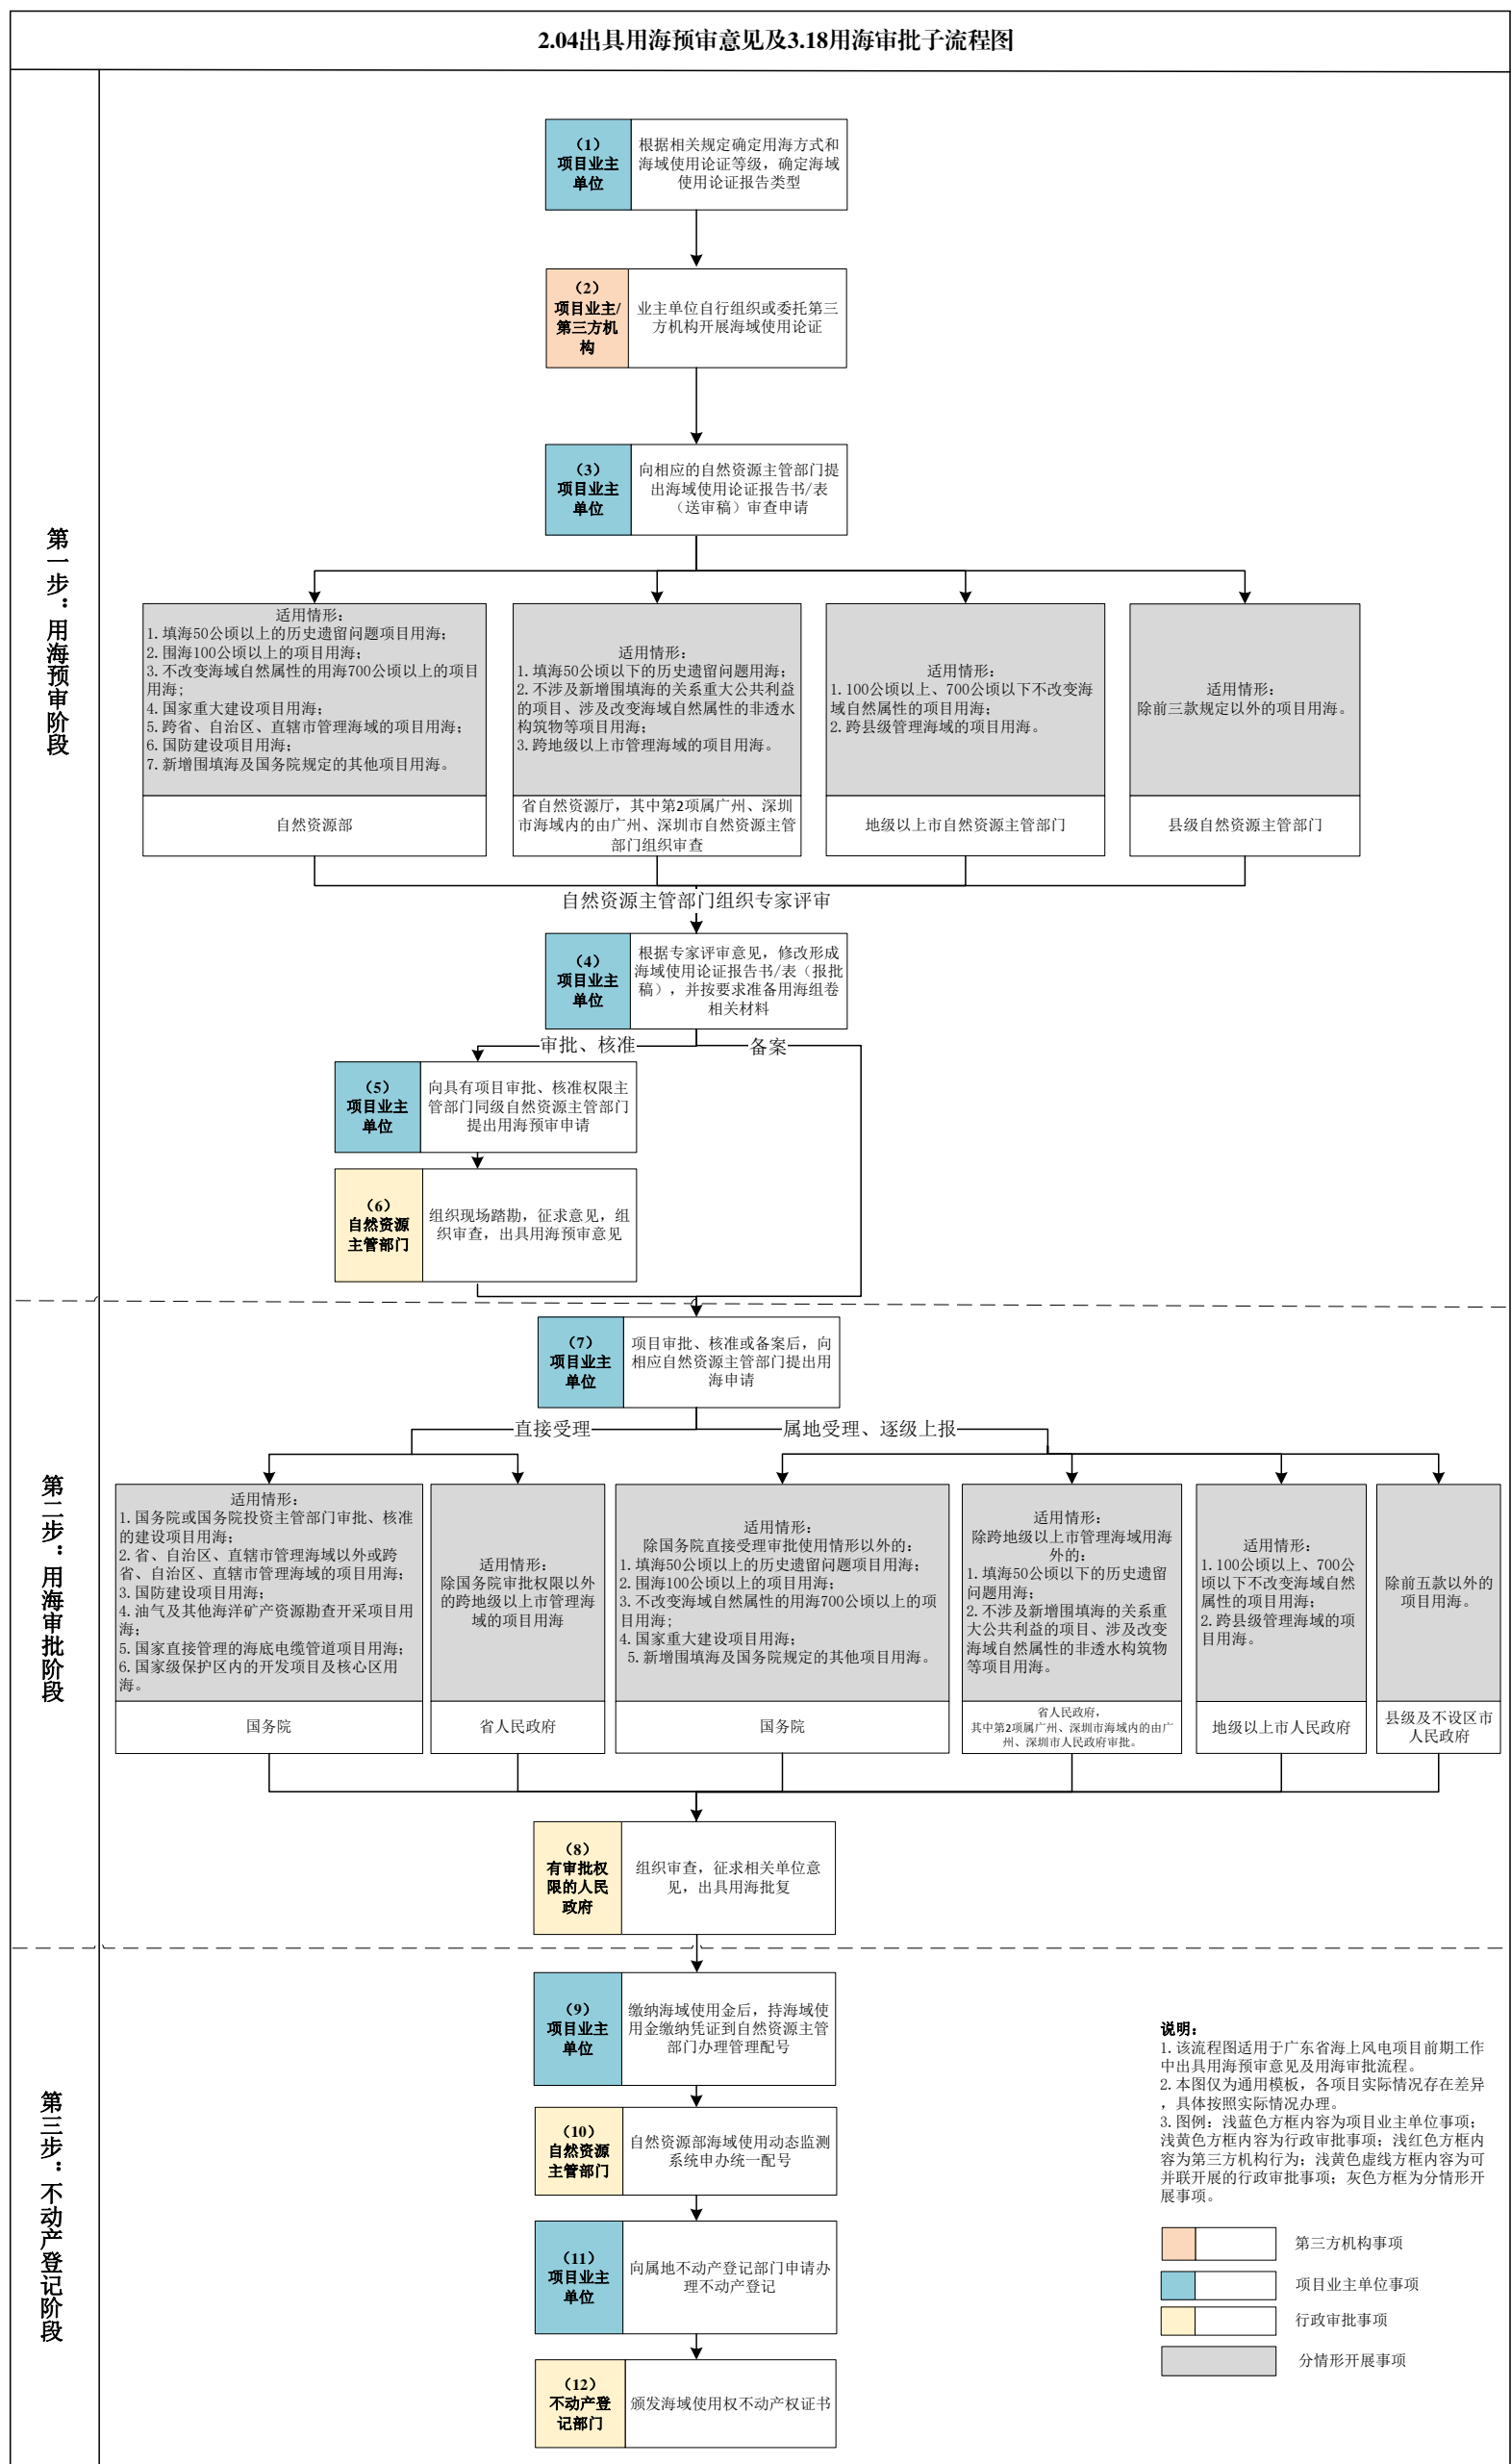 2.04出具用海预审意见及3.18用海审批子流程图
第一步：用海预审阶段
（1）
项目业主
单位
根据相关规定确定用海方式和
海域使用论证等级，确定海域
使用论证报告类型
（2）
项目业主/
第三方机
构
业主单位自行组织或委托第三
方机构开展海域使用论证
（3）
项目业主
单位
向相应的自然资源主管部门提
出海域使用论证报告书/表
（送审稿）审查申请
适用情形：
1.填海50公顷以上的历史遗留问题项目用海；
2.围海100公顷以上的项目用海；
3.不改变海域自然属性的用海700公顷以上的项目
用海；
4.国家重大建设项目用海；
5.跨省、自治区、直辖市管理海域的项目用海；
6.国防建设项目用海；
7.新增围填海及国务院规定的其他项目用海。
自然资源部
适用情形：
1.填海50公顷以下的历史遗留问题用海；
2.不涉及新增围填海的关系重大公共利益
的项目、涉及改变海域自然属性的非透水
构筑物等项目用海；
3.跨地级以上市管理海域的项目用海。
省自然资源厅，其中第2项属广州、深圳
市海域内的由广州、深圳市自然资源主管
部门组织审查
适用情形：
1.100公顷以上、700公顷以下不改变海
域自然属性的项目用海；
2.跨县级管理海域的项目用海。
地级以上市自然资源主管部门
适用情形：
除前三款规定以外的项目用海。
县级自然资源主管部门
自然资源主管部门组织专家评审
（4）
项目业主
单位
根据专家评审意见，修改形成
海域使用论证报告书/表（报批
稿），并按要求准备用海组卷
相关材料
审批、核准
备案
（5）
项目业主
单位
向具有项目审批、核准权限主
管部门同级自然资源主管部门
提出用海预审申请
（6）
自然资源
主管部门
组织现场踏勘，征求意见，组
织审查，出具用海预审意见
第二步：用海审批阶段
（7）
项目业主
单位
项目审批、核准或备案后，向
相应自然资源主管部门提出用
海申请
直接受理
属地受理、逐级上报
适用情形：
1.国务院或国务院投资主管部门审批、核准
的建设项目用海；
2.省、自治区、直辖市管理海域以外或跨
省、自治区、直辖市管理海域的项目用海；
3.国防建设项目用海；
4.油气及其他海洋矿产资源勘查开采项目用
海；
5.国家直接管理的海底电缆管道项目用海；
6.国家级保护区内的开发项目及核心区用
海。
国务院
适用情形：
除国务院审批权限以外
的跨地级以上市管理海
域的项目用海
省人民政府
适用情形：
除国务院直接受理审批使用情形以外的：
1.填海50公顷以上的历史遗留问题项目用海；
2.围海100公顷以上的项目用海；
3.不改变海域自然属性的用海700公顷以上的项
目用海；
4.国家重大建设项目用海；
5.新增围填海及国务院规定的其他项目用海。
国务院
适用情形：
除跨地级以上市管理海域用海
外的：
1.填海50公顷以下的历史遗留
问题用海；
2.不涉及新增围填海的关系重
大公共利益的项目、涉及改变
海域自然属性的非透水构筑物
等项目用海。
省人民政府，
其中第2项属广州、深圳市海域内的由广
州、深圳市人民政府审批。
适用情形：
1.100公顷以上、700公
顷以下不改变海域自然
属性的项目用海；
2.跨县级管理海域的项
目用海。
地级以上市人民政府
除前五款以外的
项目用海。
县级及不设区市
人民政府
（8）
有审批权
限的人民
政府
组织审查，征求相关单位意
见，出具用海批复
第三步：不动产登记阶段
（9）
项目业主
单位
缴纳海域使用金后，持海域使
用金缴纳凭证到自然资源主管
部门办理管理配号
（10）
自然资源
主管部门
自然资源部海域使用动态监测
系统申办统一配号
（11）
项目业主
单位
向属地不动产登记部门申请办
理不动产登记
（12）
不动产登
记部门
颁发海域使用权不动产权证书
说明：
1.该流程图适用于广东省海上风电项目前期工作
中出具用海预审意见及用海审批流程。
2.本图仅为通用模板，各项目实际情况存在差异
，具体按照实际情况办理。
3.图例：浅蓝色方框内容为项目业主单位事项；
浅黄色方框内容为行政审批事项；浅红色方框内
容为第三方机构行为；浅黄色虚线方框内容为可
并联开展的行政审批事项；灰色方框为分情形开
展事项。
第三方机构事项
项目业主单位事项
行政审批事项
分情形开展事项